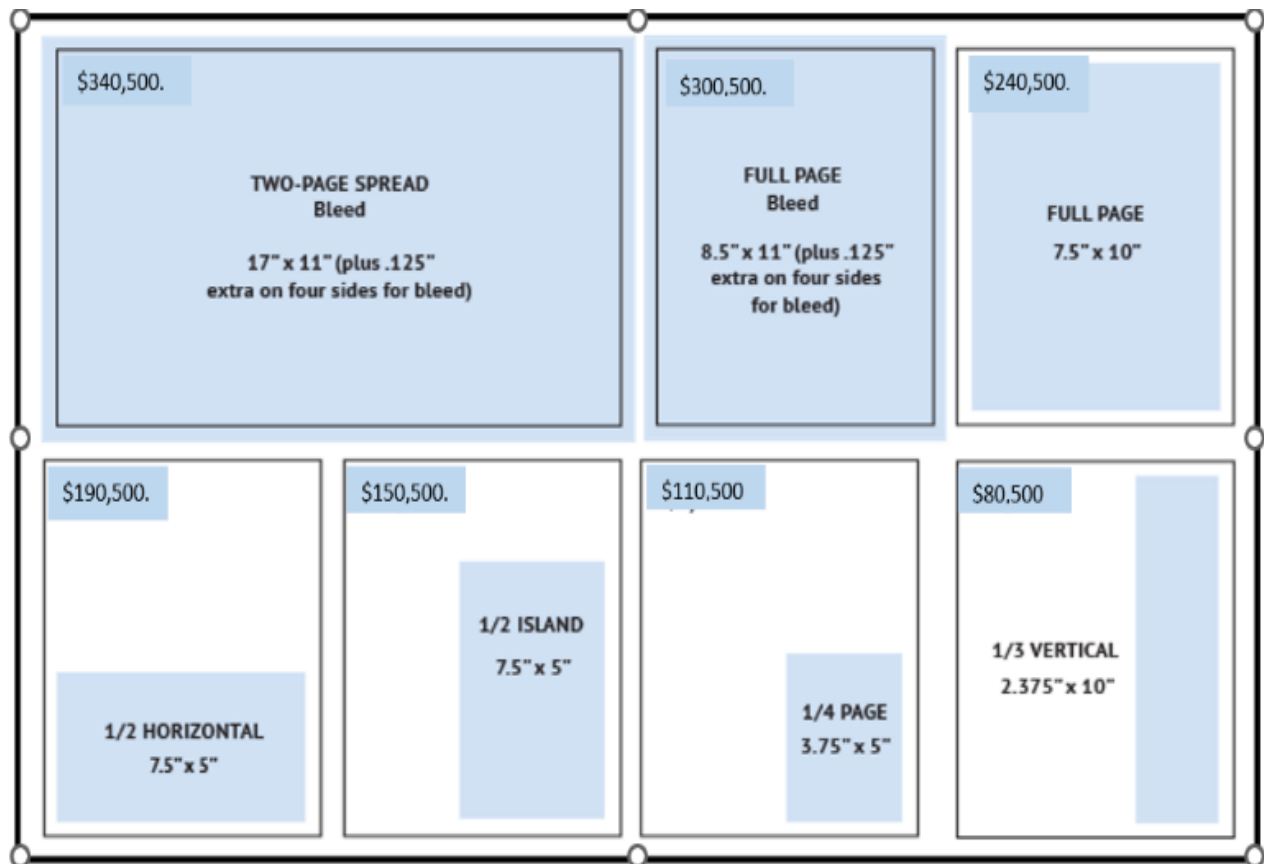 $340,500.
TWO-PAGE SPREAD
Bleed
17" x 11" (plus .125"
extra on four sides for bleed)
$300,500.
FULL PAGE
Bleed
8.5" x 11" (plus .125"
extra on four sides
for bleed)
$240,500.
FULL PAGE
7.5" x 10"
$190,500.
1/2 HORIZONTAL
7.5" x 5"
$150,500.
1/2 ISLAND
7.5" x 5"
$110,500
1/4 PAGE
3.75" x 5"
$80,500
1/3 VERTICAL
2.375" x 10"